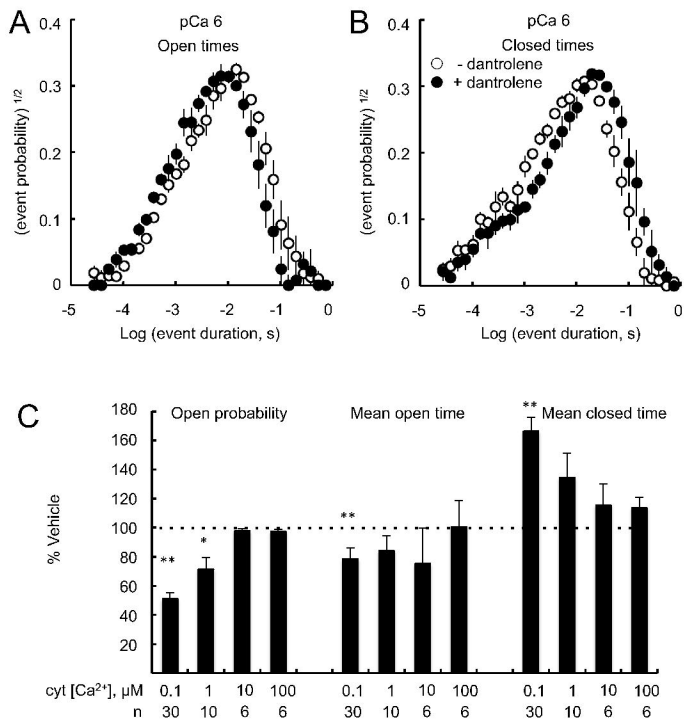 A
pCa 6
Open times
0.4
0.3
0.2
0.1
0
(event probability) 1/2
-5 -4 -3 -2 -1 0
Log (event duration, s)
B
pCa 6
Closed times
- dantrolene
+ dantrolene
0.4
0.3
0.2
0.1
0
(event probability) 1/2
-5 -4 -3 -2 -1 0
Log (event duration, s)
C
Open probability Mean open time Mean closed time
% Vehicle
180
160
140
120
100
80
60
40
20
** * ** **
cyt [Ca²⁺], µM 0.1 1 10 100 0.1 1 10 100 0.1 1 10 100
n 30 10 6 6 30 10 6 6 30 10 6 6